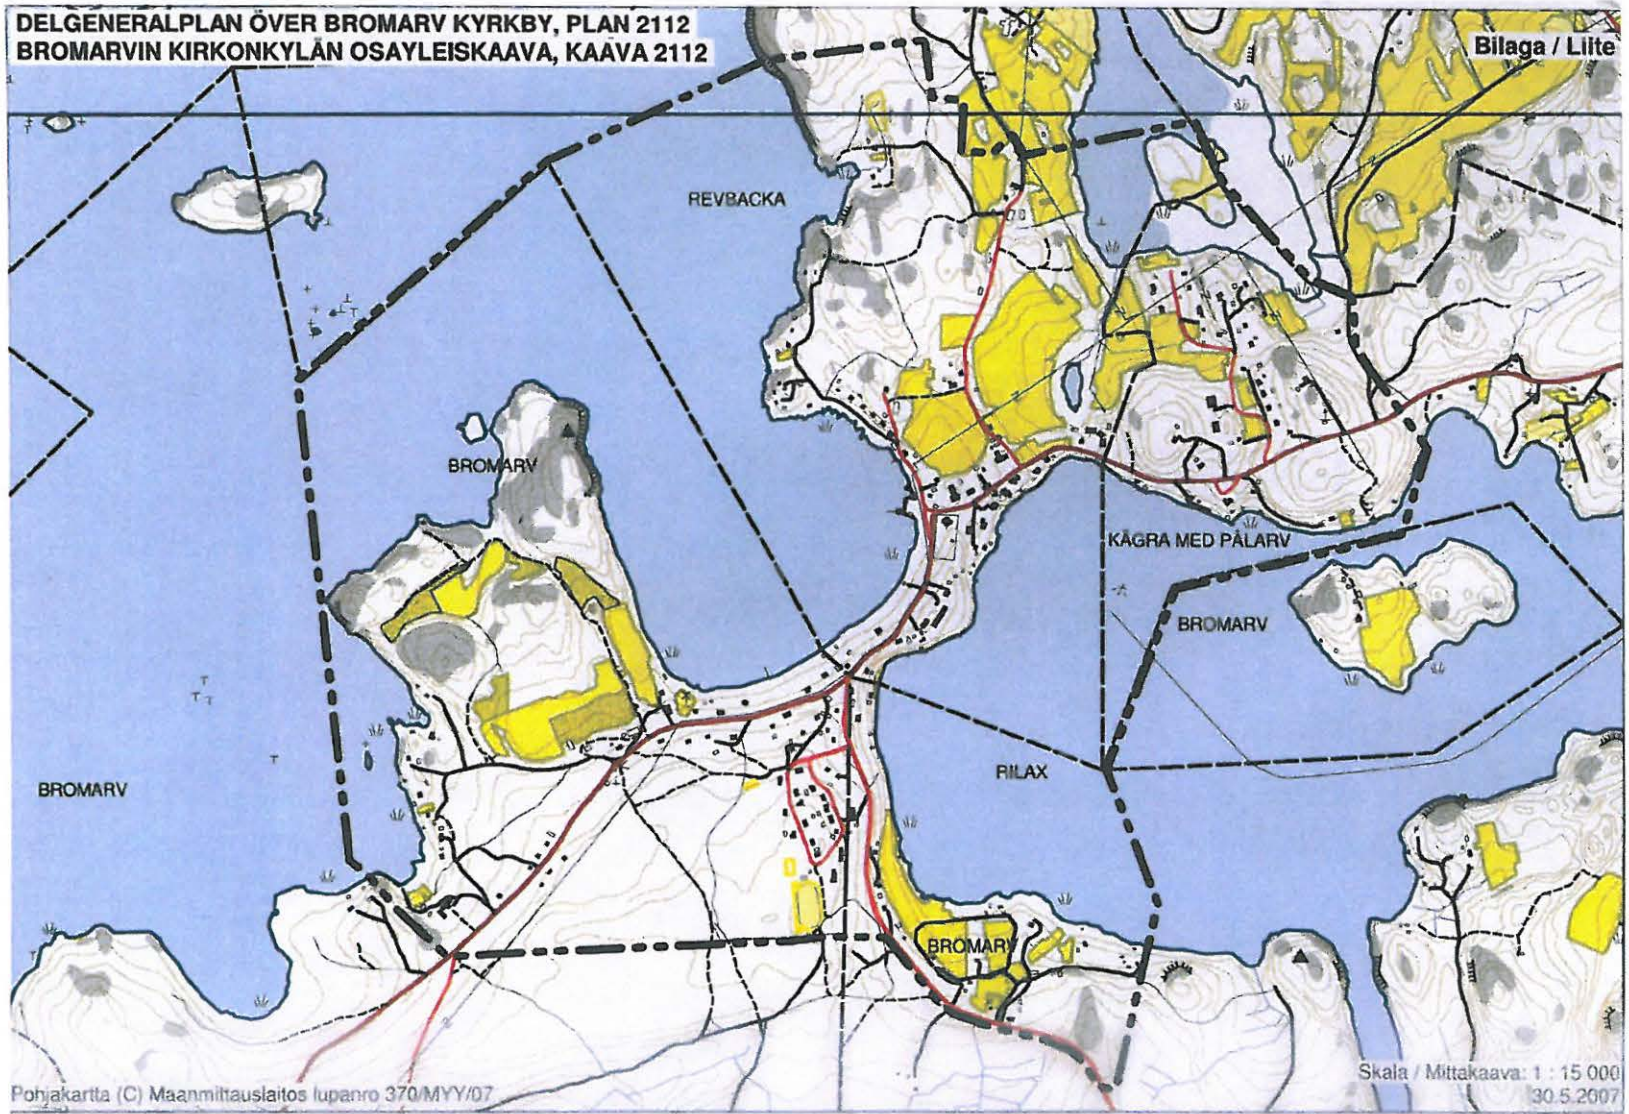 DELGENERALPLAN ÖVER BROMARV KYRKBY, PLAN 2112
BROMARVIN KIRKONKYLÄN OSAYLEISKAAVA, KAAVA 2112
Bilaga / Liite
REVBACKA
BROMARV
KÄGRA MED PÅLARV
BROMARV
RILAX
BROMARV
BROMARV
Skala / Mittakaava: 1 : 15 000
Pohjakartta (C) Maanmittauslaitos lupanro 370/MYY/07
30.5.2007